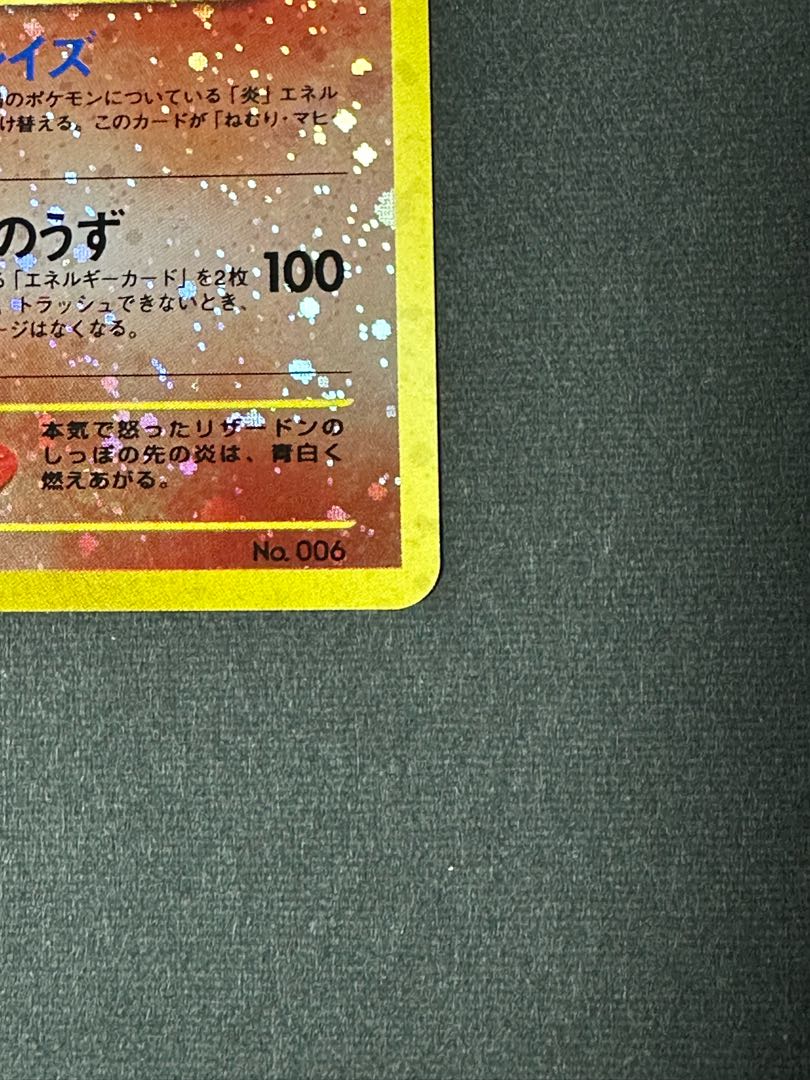 レイズ
のポケモンについている「炎」エネル
け替える。このカードが「ねむり・マヒ・
のうず
「エネルギーカード」を2枚
100
トラッシュできないとき、
ージはなくなる。
本気で怒ったリザードンの
しっぽの先の炎は、青白く
燃えあがる。
No. 006